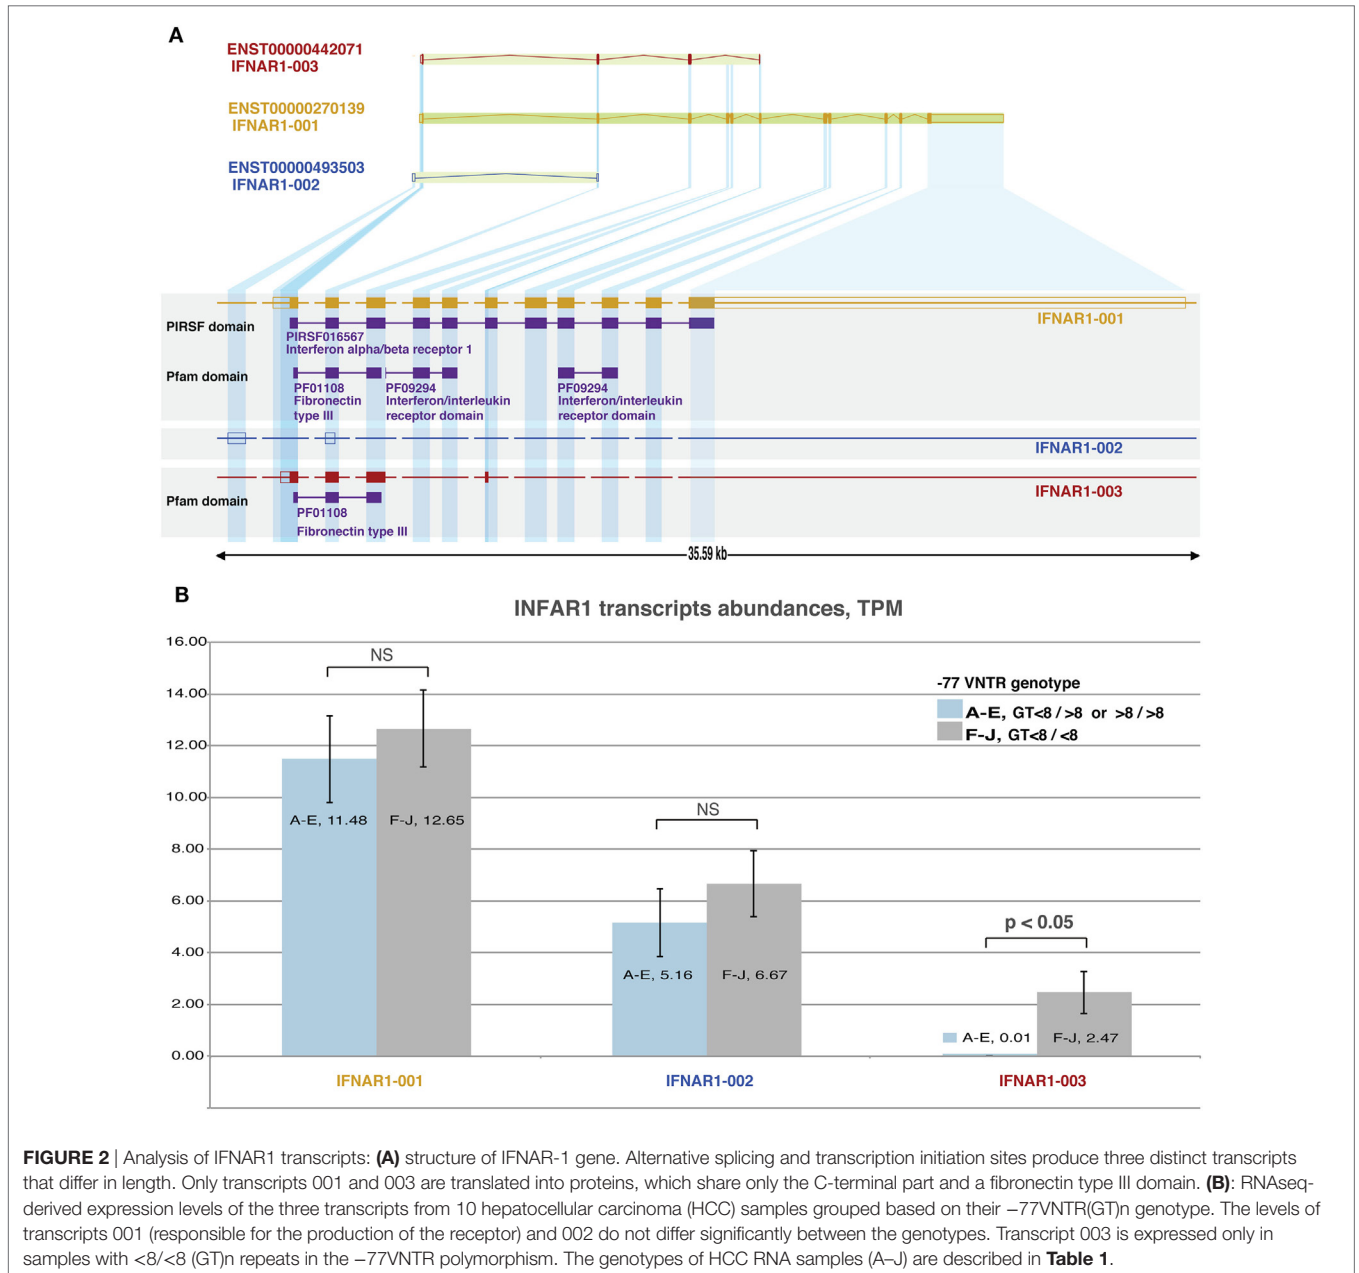 A
ENST00000442071
IFNAR1-003
ENST00000270139
IFNAR1-001
ENST00000493503
IFNAR1-002
IFNAR1-001
PIRSF domain
PIRSF016567
Interferon alpha/beta receptor 1
Pfam domain
PF01108
Fibronectin
type III
PF09294
Interferon/interleukin
receptor domain
PF09294
Interferon/interleukin
receptor domain
IFNAR1-002
IFNAR1-003
Pfam domain
PF01108
Fibronectin type III
35.59 kb
B
INFAR1 transcripts abundances, TPM
16.00
14.00
12.00
10.00
8.00
6.00
4.00
2.00
0.00
NS
NS
p < 0.05
-77 VNTR genotype
A-E, GT<8 / >8 or >8 / >8
F-J, GT<8 / <8
A-E, 11.48
F-J, 12.65
A-E, 5.16
F-J, 6.67
A-E, 0.01
F-J, 2.47
IFNAR1-001
IFNAR1-002
IFNAR1-003
FIGURE 2 | Analysis of IFNAR1 transcripts: (A) structure of IFNAR-1 gene. Alternative splicing and transcription initiation sites produce three distinct transcripts
that differ in length. Only transcripts 001 and 003 are translated into proteins, which share only the C-terminal part and a fibronectin type III domain. (B): RNAseq-
derived expression levels of the three transcripts from 10 hepatocellular carcinoma (HCC) samples grouped based on their −77VNTR(GT)n genotype. The levels of
transcripts 001 (responsible for the production of the receptor) and 002 do not differ significantly between the genotypes. Transcript 003 is expressed only in
samples with <8/<8 (GT)n repeats in the −77VNTR polymorphism. The genotypes of HCC RNA samples (A–J) are described in Table 1.